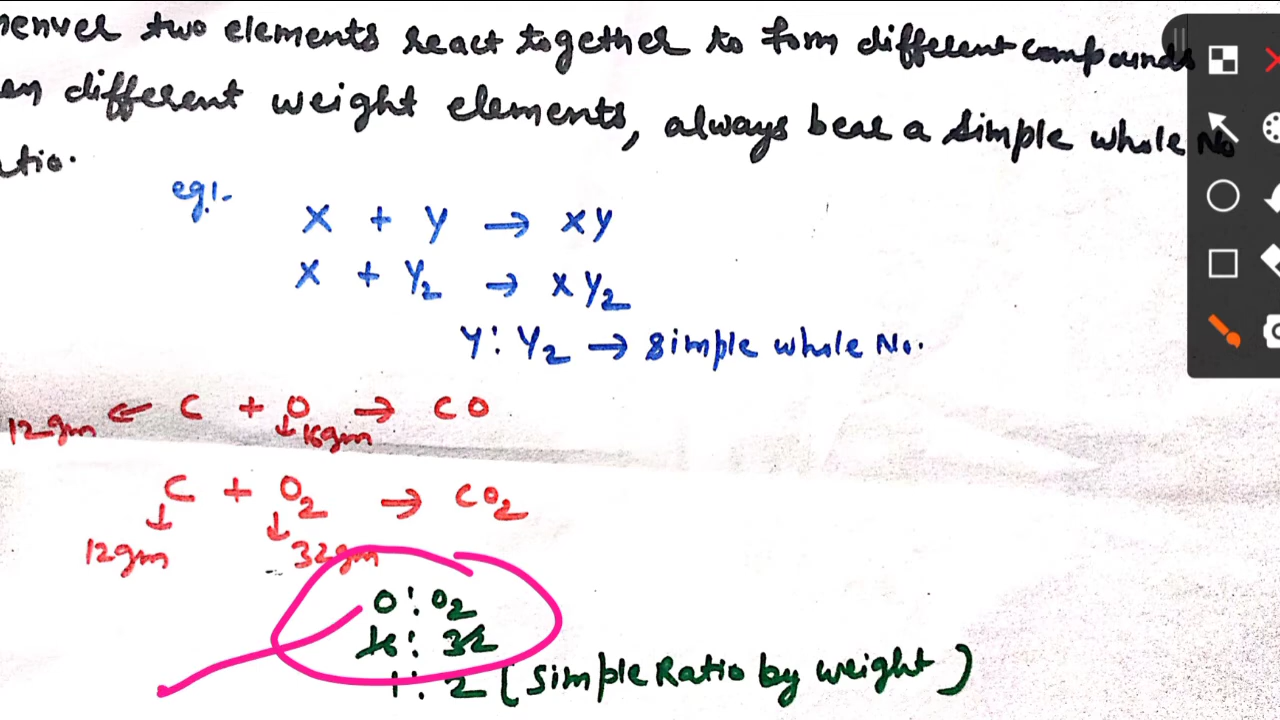 henver two elements react together to form different compounds
en different weight elements, always bear a simple whole No
atio.
eg!-
X + Y → XY
X + Y2 → XY2
Y : Y2 → simple whole No.
12gm ← C + O → CO
↓ 16gm
C + O2 → CO2
↓ ↓
12gm 32gm
O : O2
16 : 32
1 : 2 (Simple Ratio by weight)